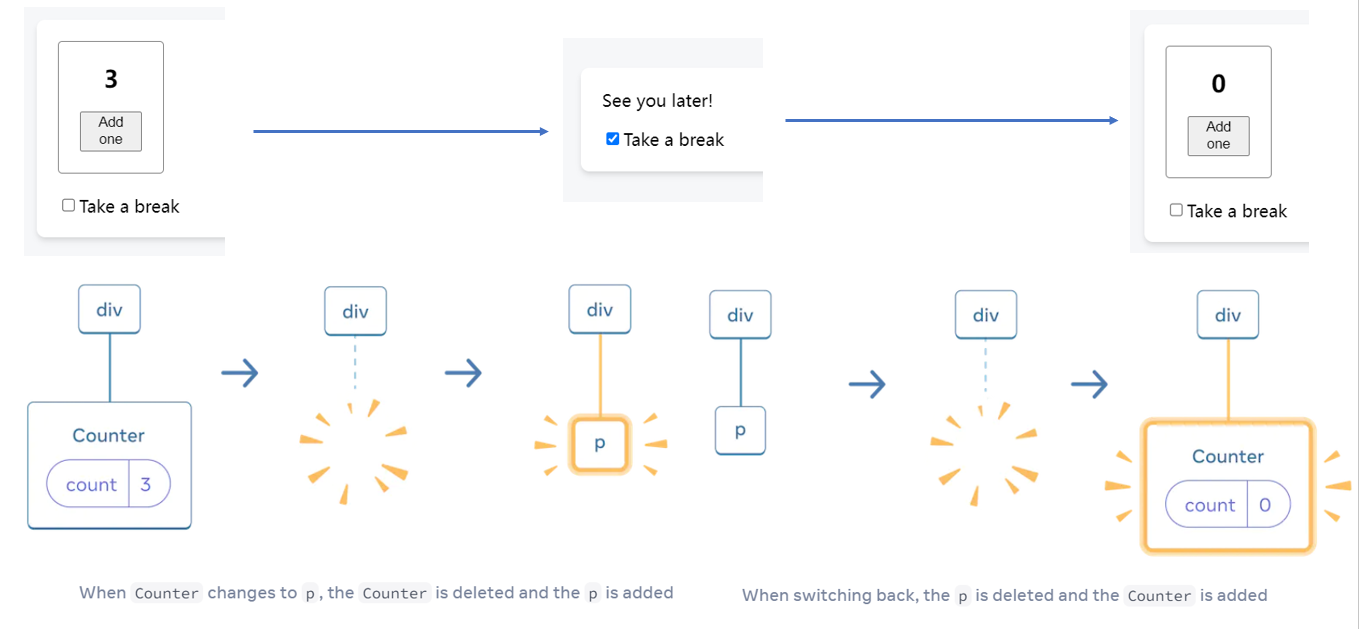 3
Add
one
Take a break
See you later!
Take a break
0
Add
one
Take a break
div
Counter
count 3
div
div
p
div
p
div
div
Counter
count 0
When Counter changes to p, the Counter is deleted and the p is added
When switching back, the p is deleted and the Counter is added